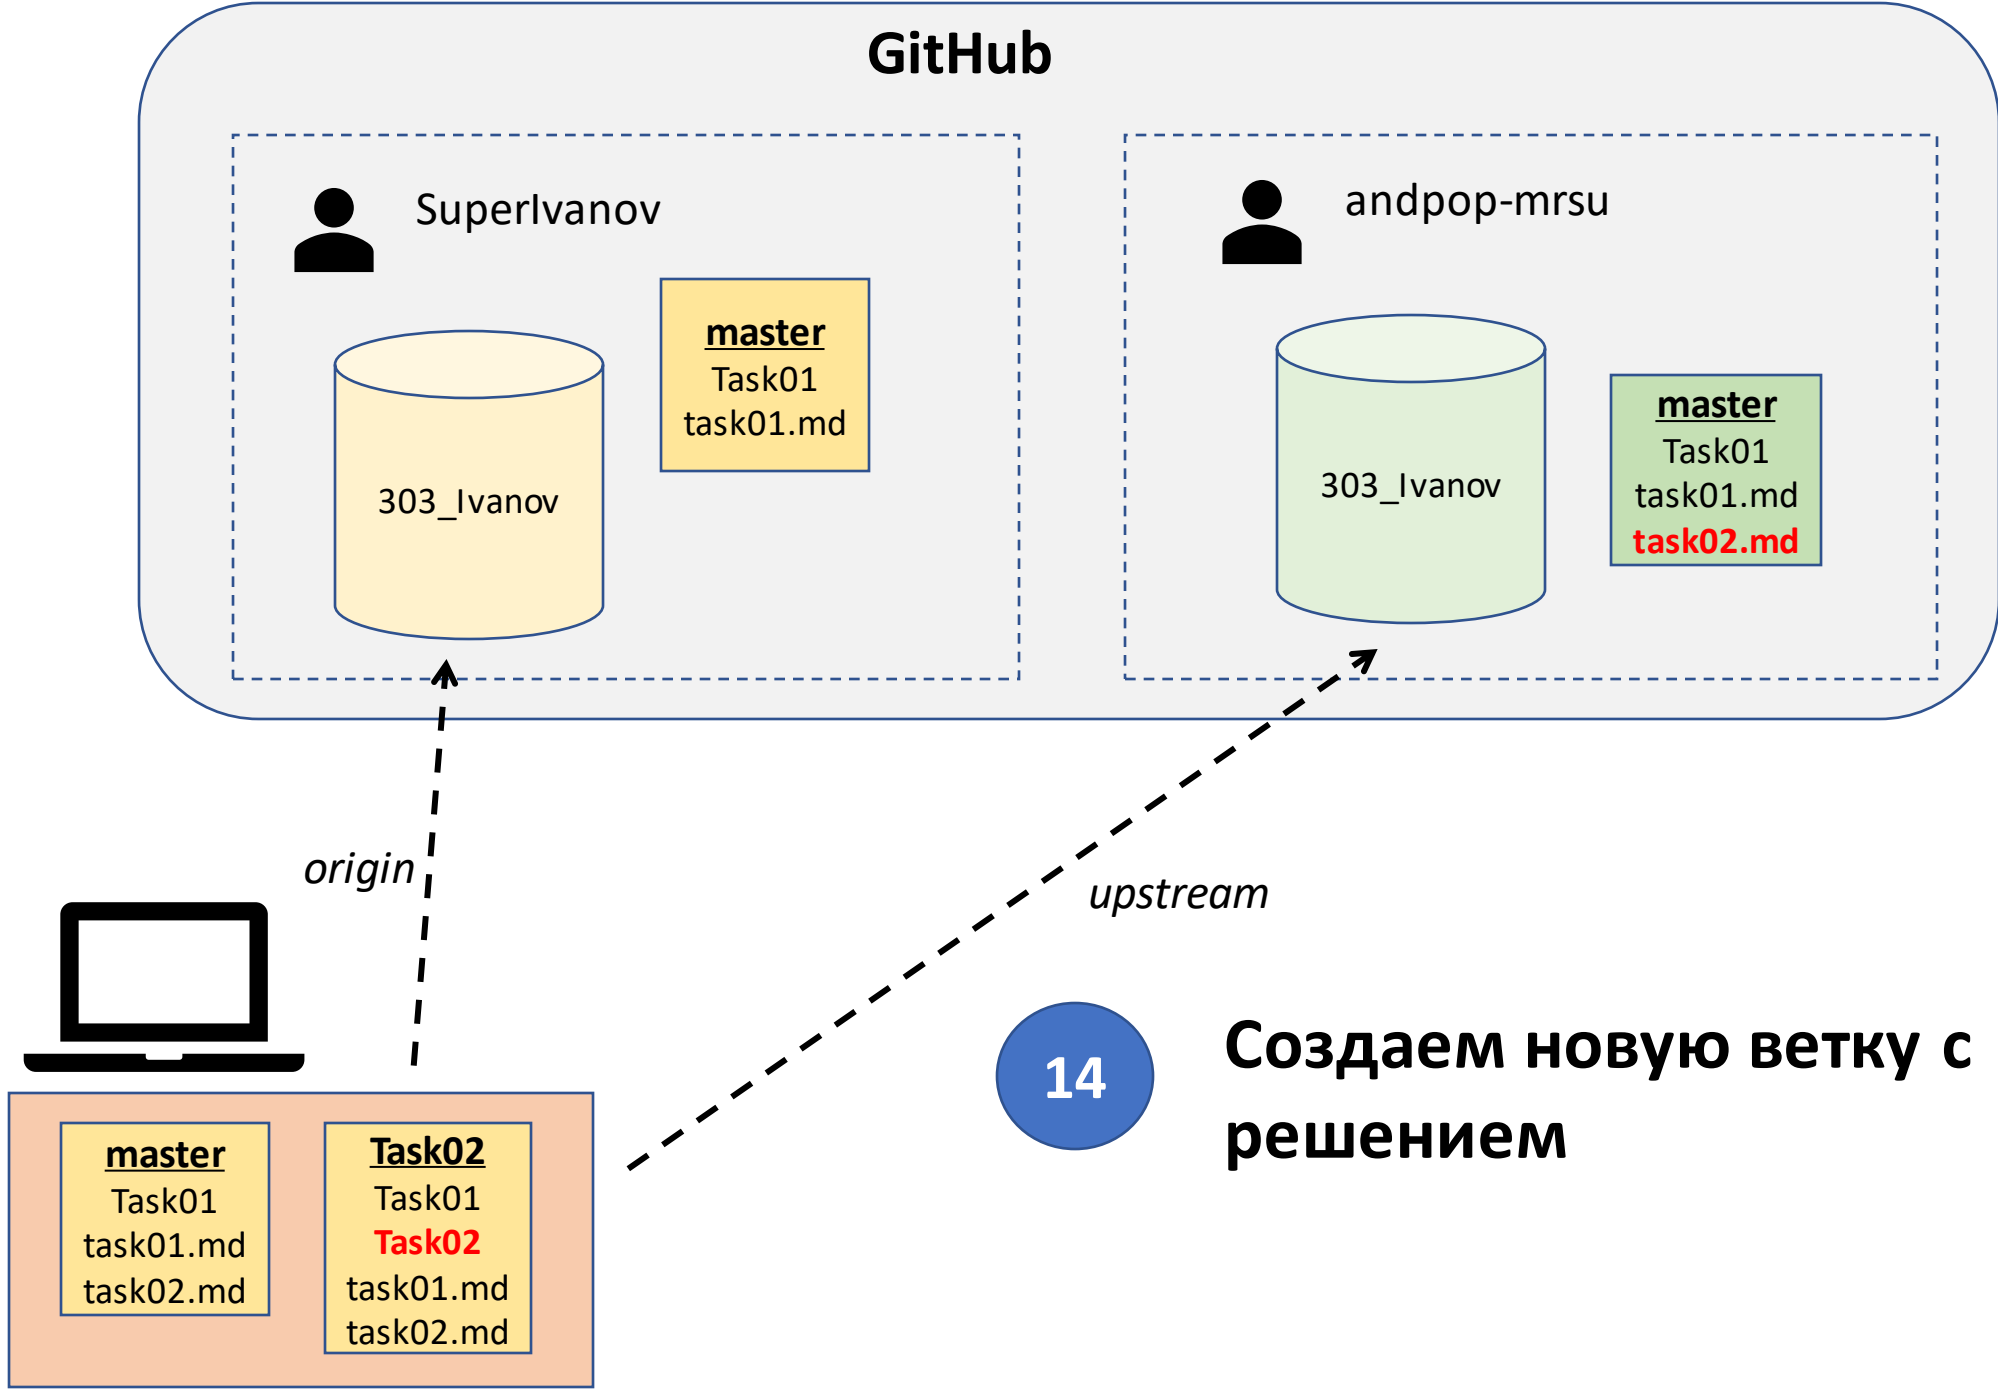 GitHub
SuperIvanov
master
Task01
task01.md
303_Ivanov
andpop-mrsu
303_Ivanov
master
Task01
task01.md
task02.md
origin
upstream
14
Создаем новую ветку с
решением
master
Task01
task01.md
task02.md
Task02
Task01
Task02
task01.md
task02.md